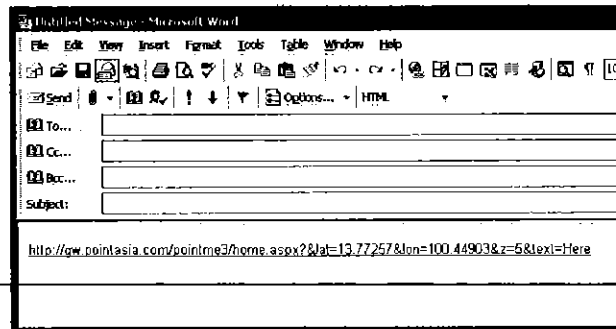 Untitled Message - Microsoft Word
File Edit View Insert Format Tools Table Window Help
Send Options... HTML
To...
Cc...
Bcc...
Subject:
http://gw.pointasia.com/pointme3/home.aspx?&lat=13.77257&lon=100.44903&z=5&text=Here